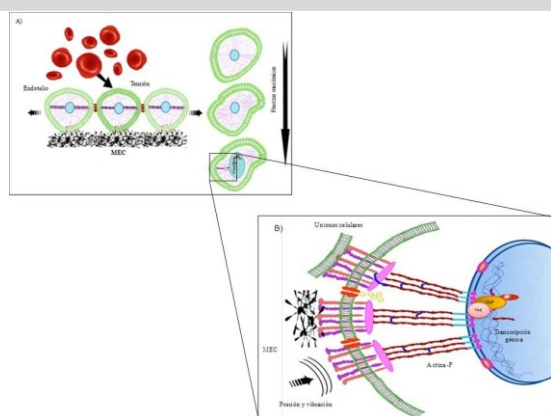 A)
Endotelio
Tensión
MEC
Fuerzas mecánicas
B)
Uniones celulares
MEC
Transcripción
génica
Actina -F
Presión y vibración